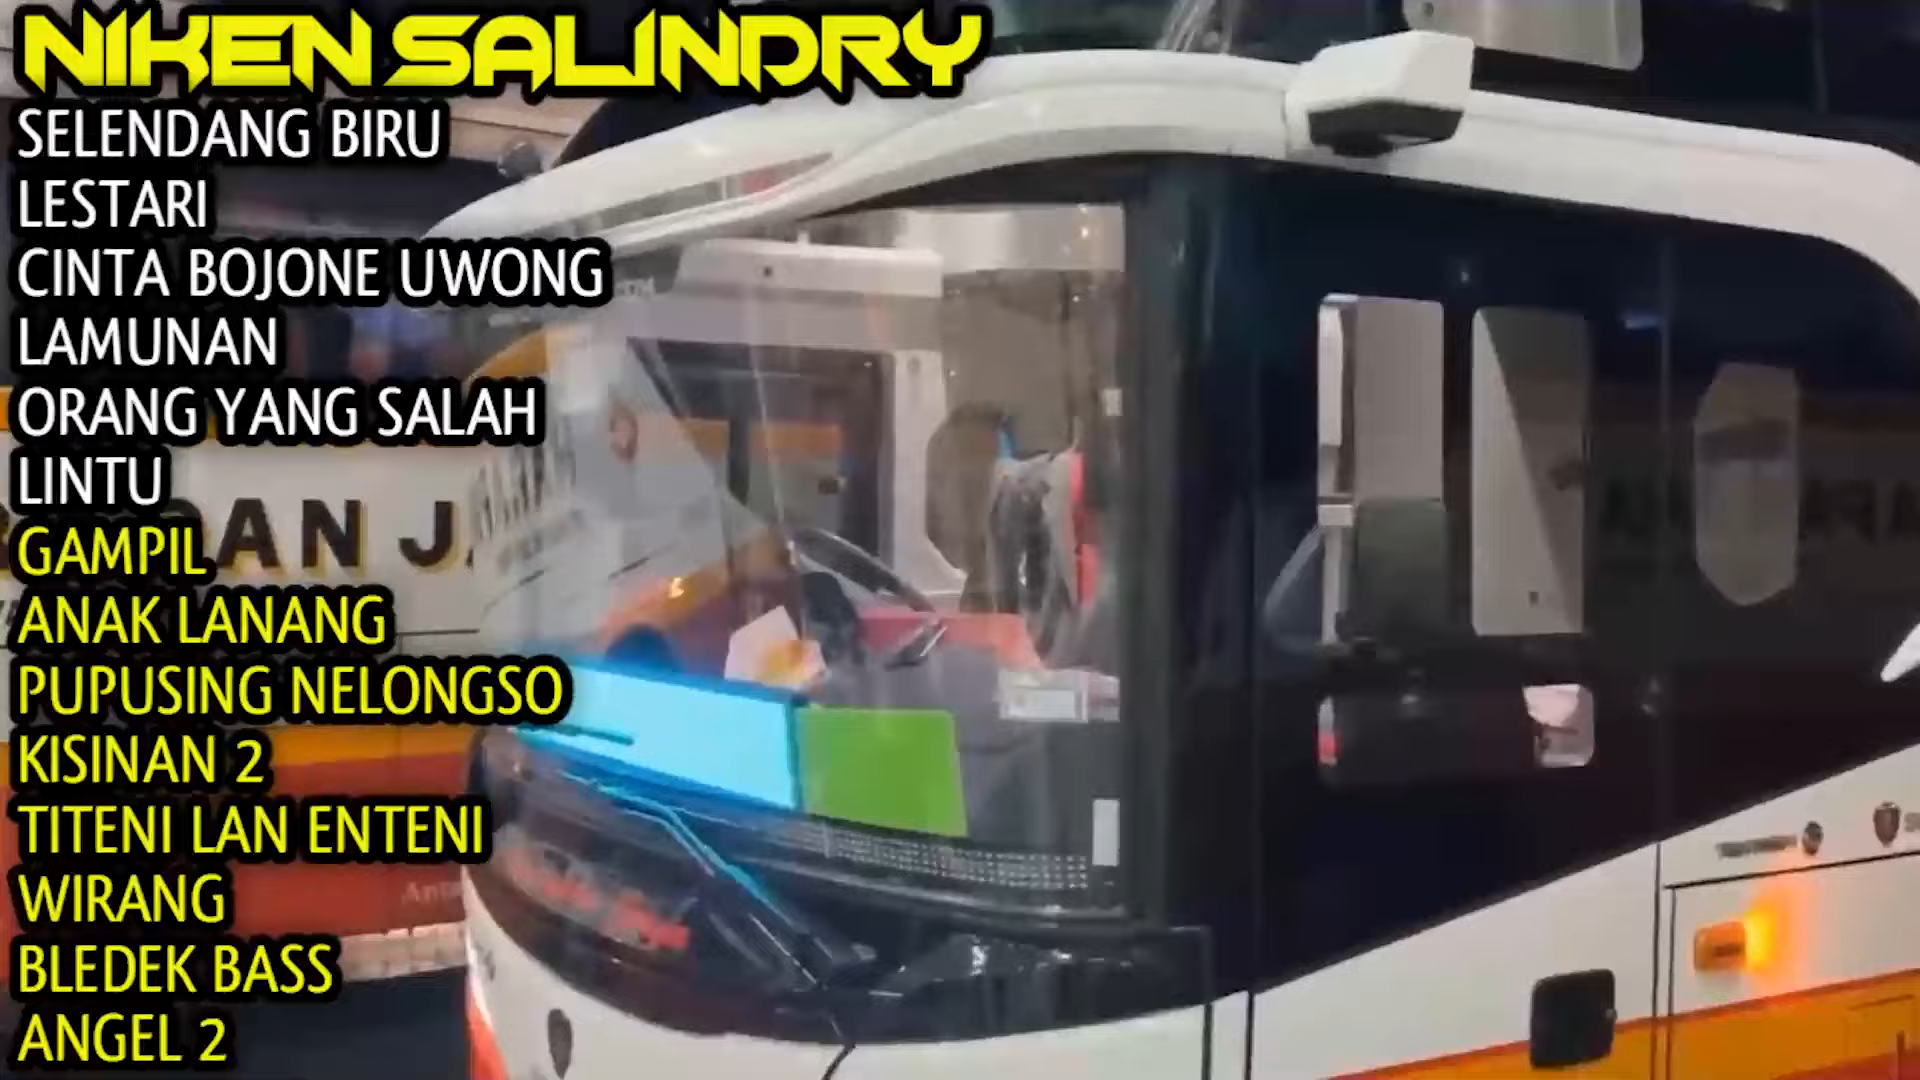 NIKEN SALINDRY
SELENDANG BIRU
LESTARI
CINTA BOJONE UWONG
LAMUNAN
ORANG YANG SALAH
LINTU
GAMPIL
ANAK LANANG
PUPUSING NELONGSO
KISINAN 2
TITENI LAN ENTENI
WIRANG
BLEDEK BASS
ANGEL 2